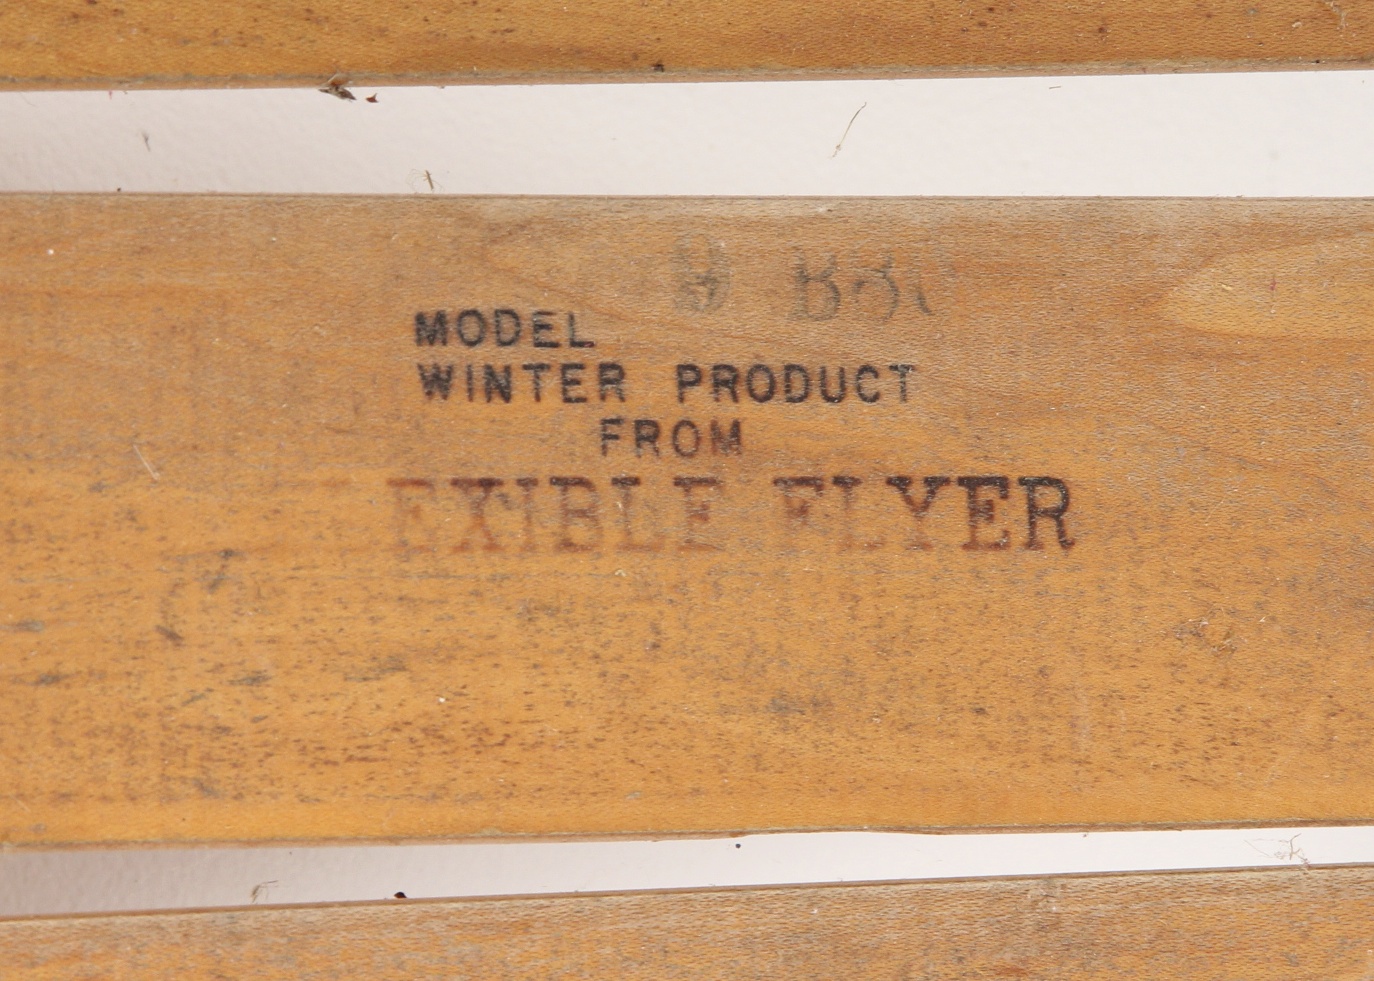 MODEL
WINTER PRODUCT
FROM
EXIBLE FLYER